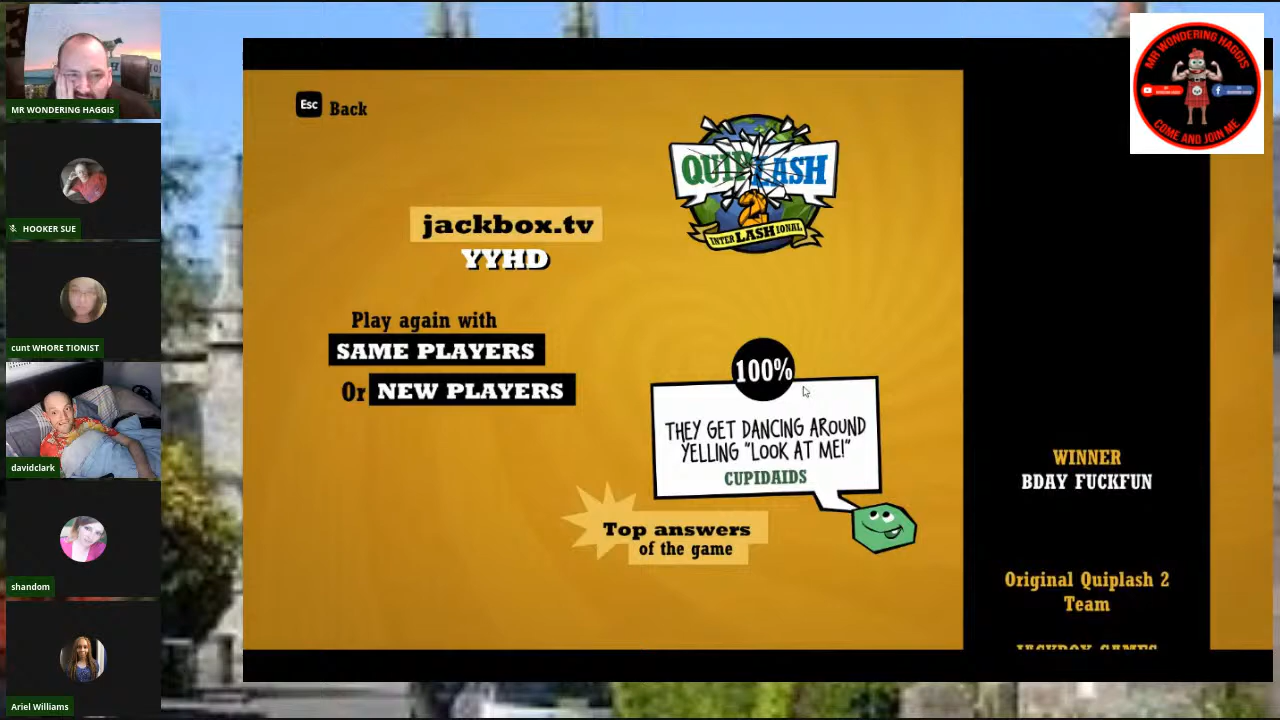 MR WONDERING HAGGIS
HOOKER SUE
cunt WHORE TIONIST
davidclark
shandom
Ariel Williams
Esc Back
jackbox.tv
YYHD
Play again with
SAME PLAYERS
Or NEW PLAYERS
QUIPLASH
2
INTERLASHIONAL
100%
THEY GET DANCING AROUND
YELLING "LOOK AT ME!"
CUPIDAIDS
Top answers
of the game
WINNER
BDAY FUCKFUN
Original Quiplash 2
Team
JACKBOX GAMES
MR WONDERING HAGGIS
COME AND JOIN ME